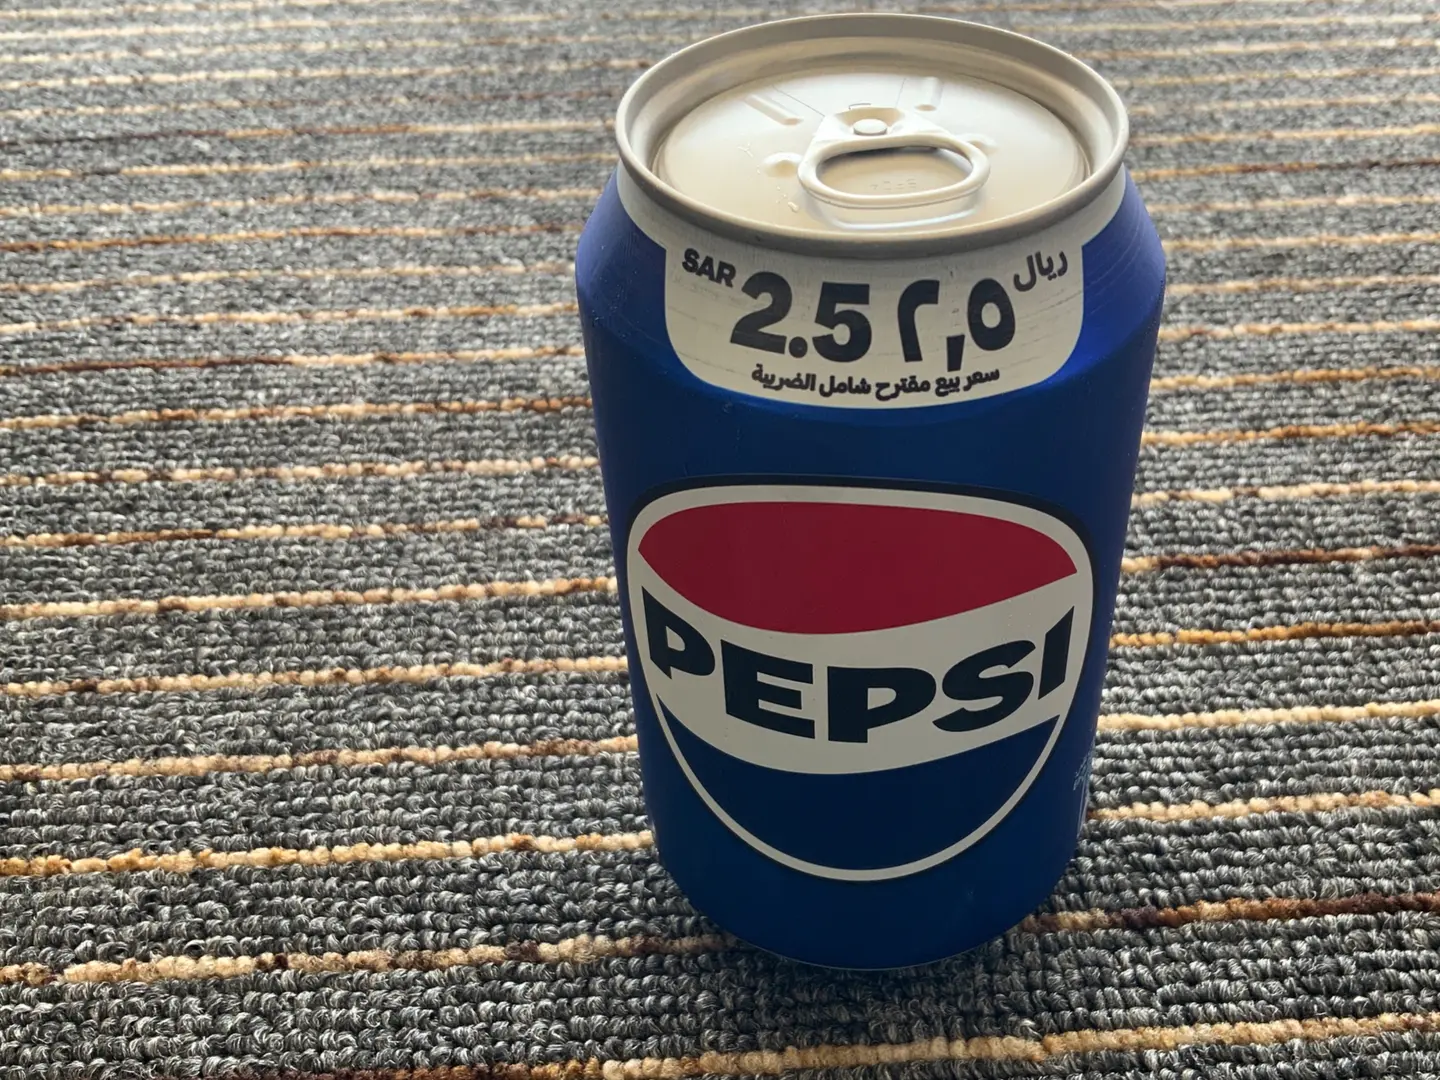 SAR 2.5 ٢,٥ ريال
سعر بيع مقترح شامل الضريبة
PEPSI